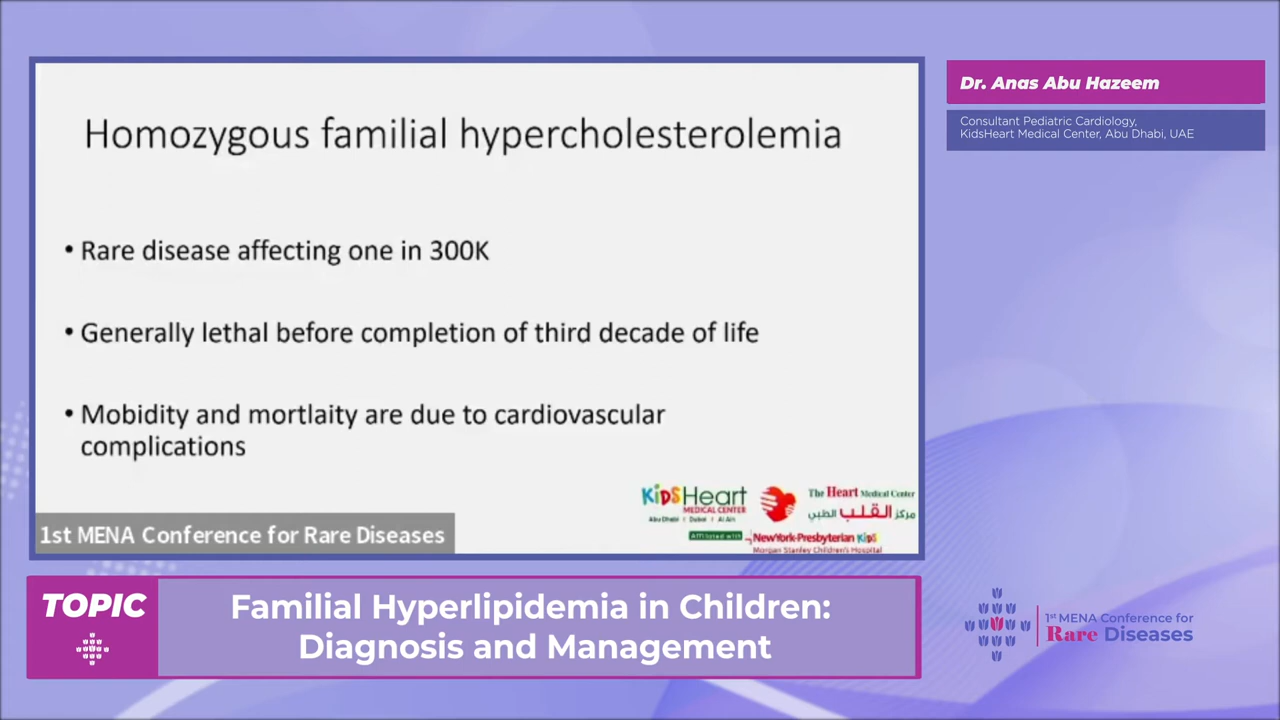 Homozygous familial hypercholesterolemia
• Rare disease affecting one in 300K
• Generally lethal before completion of third decade of life
• Mobidity and mortlaity are due to cardiovascular
complications
KidsHeart
MEDICAL CENTER
Abu Dhabi | Dubai | Al Ain
The Heart Medical Center
مركز القلب الطبي
Affiliated with
NewYork-Presbyterian Kids
Morgan Stanley Children's Hospital
1st MENA Conference for Rare Diseases
Dr. Anas Abu Hazeem
Consultant Pediatric Cardiology,
KidsHeart Medical Center, Abu Dhabi, UAE
TOPIC
Familial Hyperlipidemia in Children:
Diagnosis and Management
1st MENA Conference for
Rare Diseases